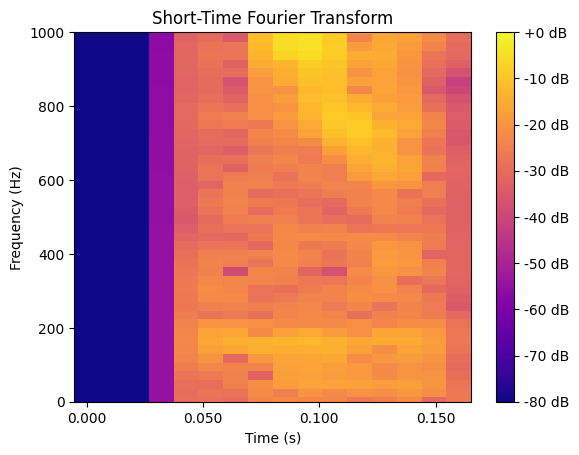 Short-Time Fourier Transform
1000
800
600
400
200
0
Frequency (Hz)
0.000
0.050
0.100
0.150
Time (s)
+0 dB
-10 dB
-20 dB
-30 dB
-40 dB
-50 dB
-60 dB
-70 dB
-80 dB